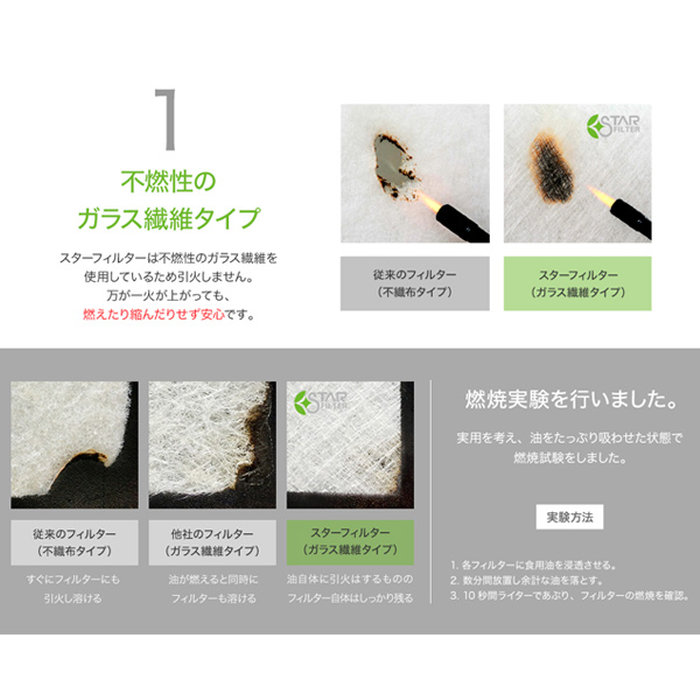 1
不燃性の
ガラス繊維タイプ
スターフィルターは不燃性のガラス繊維を
使用しているため引火しません。
万が一火が上がっても、
燃えたり縮んだりせず安心です。
STAR
FILTER
従来のフィルター
（不織布タイプ）
スターフィルター
（ガラス繊維タイプ）
STAR
FILTER
従来のフィルター
（不織布タイプ）
すぐにフィルターにも
引火し溶ける
他社のフィルター
（ガラス繊維タイプ）
油が燃えると同時に
フィルターも溶ける
スターフィルター
（ガラス繊維タイプ）
油自体に引火はするものの
フィルター自体はしっかり残る
燃焼実験を行いました。
実用を考え、油をたっぷり吸わせた状態で
燃焼試験をしました。
実験方法
1. 各フィルターに食用油を浸透させる。
2. 数分間放置し余計な油を落とす。
3. 10秒間ライターであぶり、フィルターの燃焼を確認。